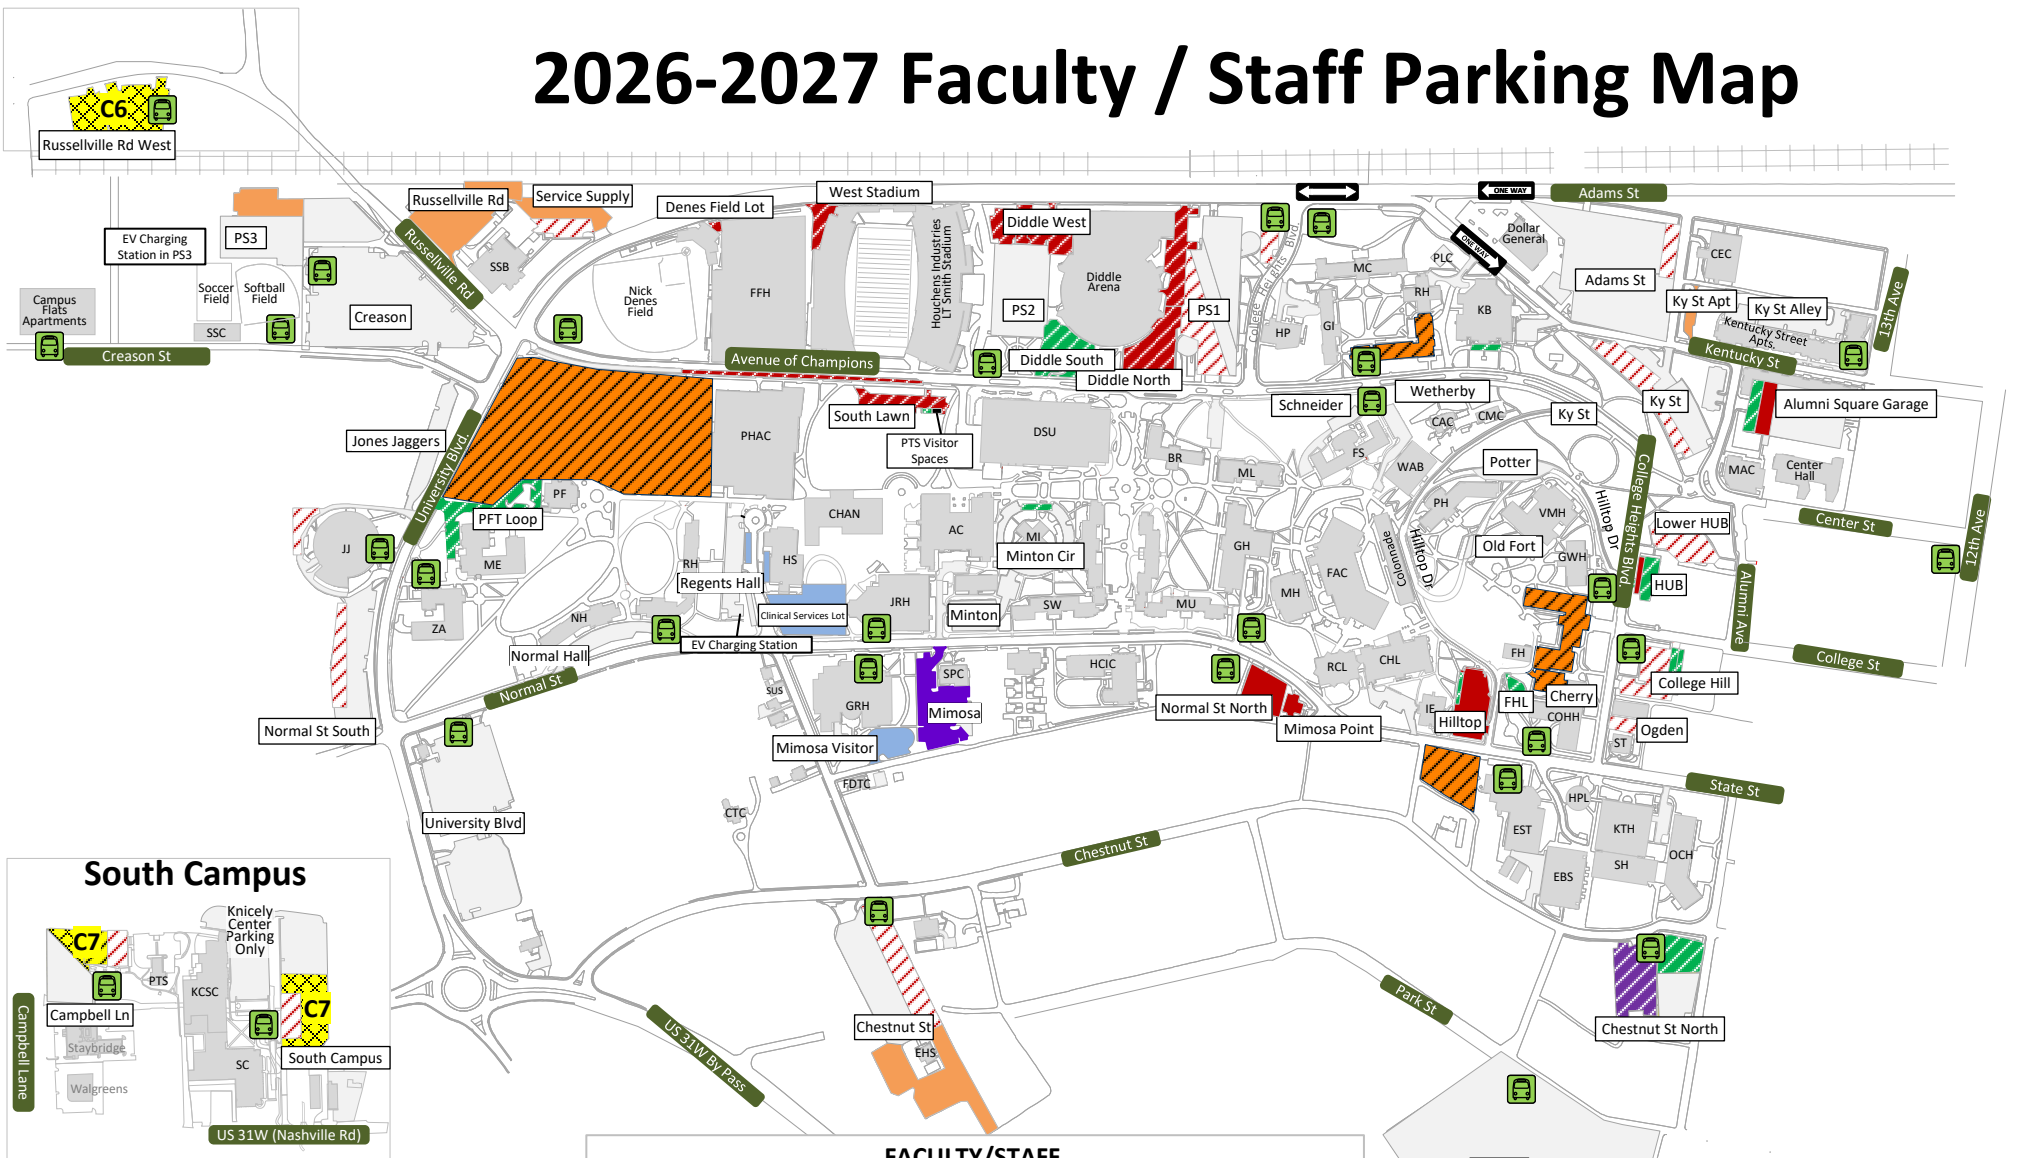 2026-2027 Faculty / Staff Parking Map
C6
Russellville Rd West
Russellville Rd
Service Supply
West Stadium
Denes Field Lot
Diddle West
ONE WAY
Adams St
EV Charging
Station in PS3
PS3
Russellville Rd
SSB
Nick
Denes
Field
FFH
Houchens Industries
LT Smith Stadium
PS2
Diddle
Arena
PS1
College Heights Blvd.
MC
PLC
ONE WAY
Dollar
General
Adams St
CEC
13th Ave
Campus
Flats
Apartments
Soccer
Field
Softball
Field
SSC
Creason
HP
GI
RH
KB
Ky St Apt
Ky St Alley
Kentucky Street
Apts.
Kentucky St
Creason St
Avenue of Champions
Diddle South
Diddle North
Schneider
Wetherby
Ky St
Ky St
Alumni Square Garage
Jones Jaggers
University Blvd.
PHAC
South Lawn
PTS Visitor
Spaces
DSU
BR
ML
FS
CAC
CMC
WAB
Potter
MAC
Center
Hall
PF
PFT Loop
CHAN
AC
MI
Minton Cir
GH
FAC
Colonnade
PH
VMH
Old Fort
Hilltop Dr
Hilltop Dr
GWH
College Heights Blvd.
Lower HUB
HUB
Center St
12th Ave
Alumni Ave
JJ
ME
RH
HS
Regents Hall
Clinical Services Lot
JRH
Minton
SW
MU
MH
ZA
NH
Normal Hall
EV Charging Station
Normal St
SUS
GRH
SPC
Mimosa
HCIC
Normal St North
Mimosa Point
RCL
CHL
IE
Hilltop
FH
FHL
Cherry
COHH
College Hill
College St
Ogden
ST
Normal St South
Mimosa Visitor
FDTC
CTC
University Blvd
Chestnut St
State St
HPL
EST
KTH
SH
OCH
EBS
South Campus
C7
Knicely
Center
Parking
Only
PTS
KCSC
C7
Campbell Ln
Campbell Lane
Staybridge
Walgreens
SC
South Campus
US 31W (Nashville Rd)
US 31W By Pass
Chestnut St
EHS
Park St
Chestnut St North
FACULTY/STAFF